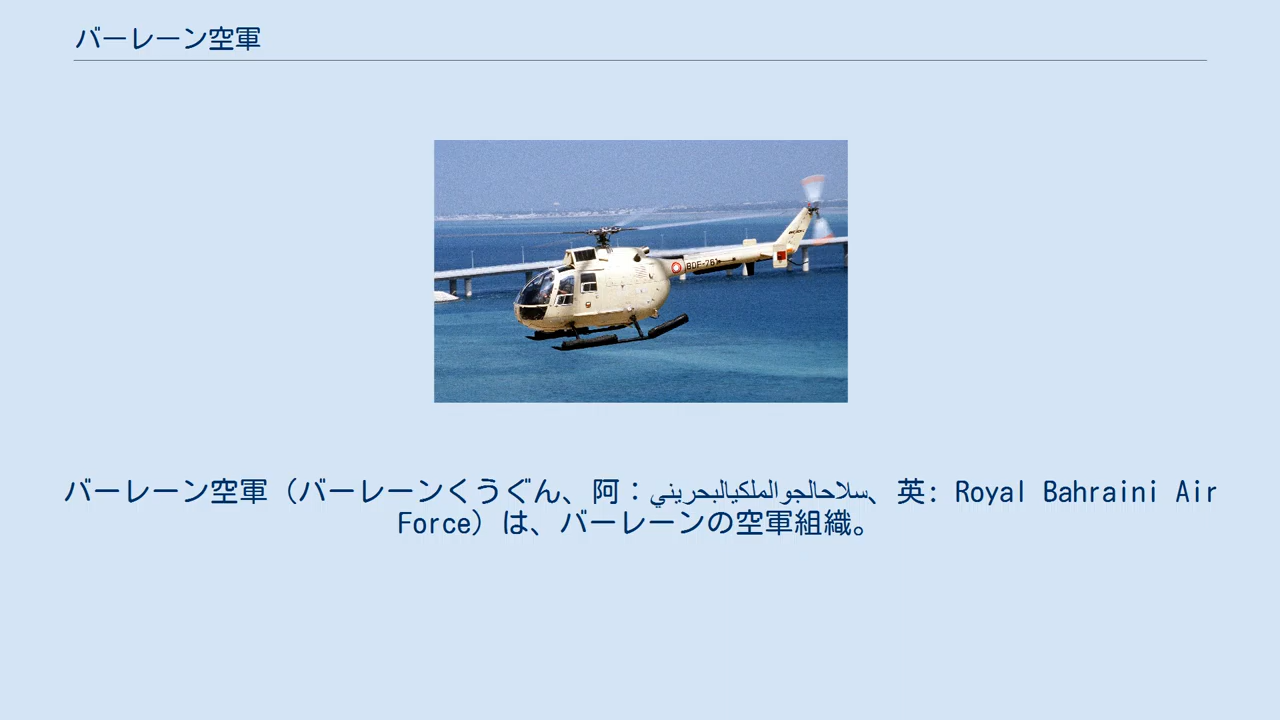 バーレーン空軍
BDF-761
バーレーン空軍（バーレーンくうぐん、阿：سلاحالجوالملكيالبحريني、英: Royal Bahraini Air
Force）は、バーレーンの空軍組織。